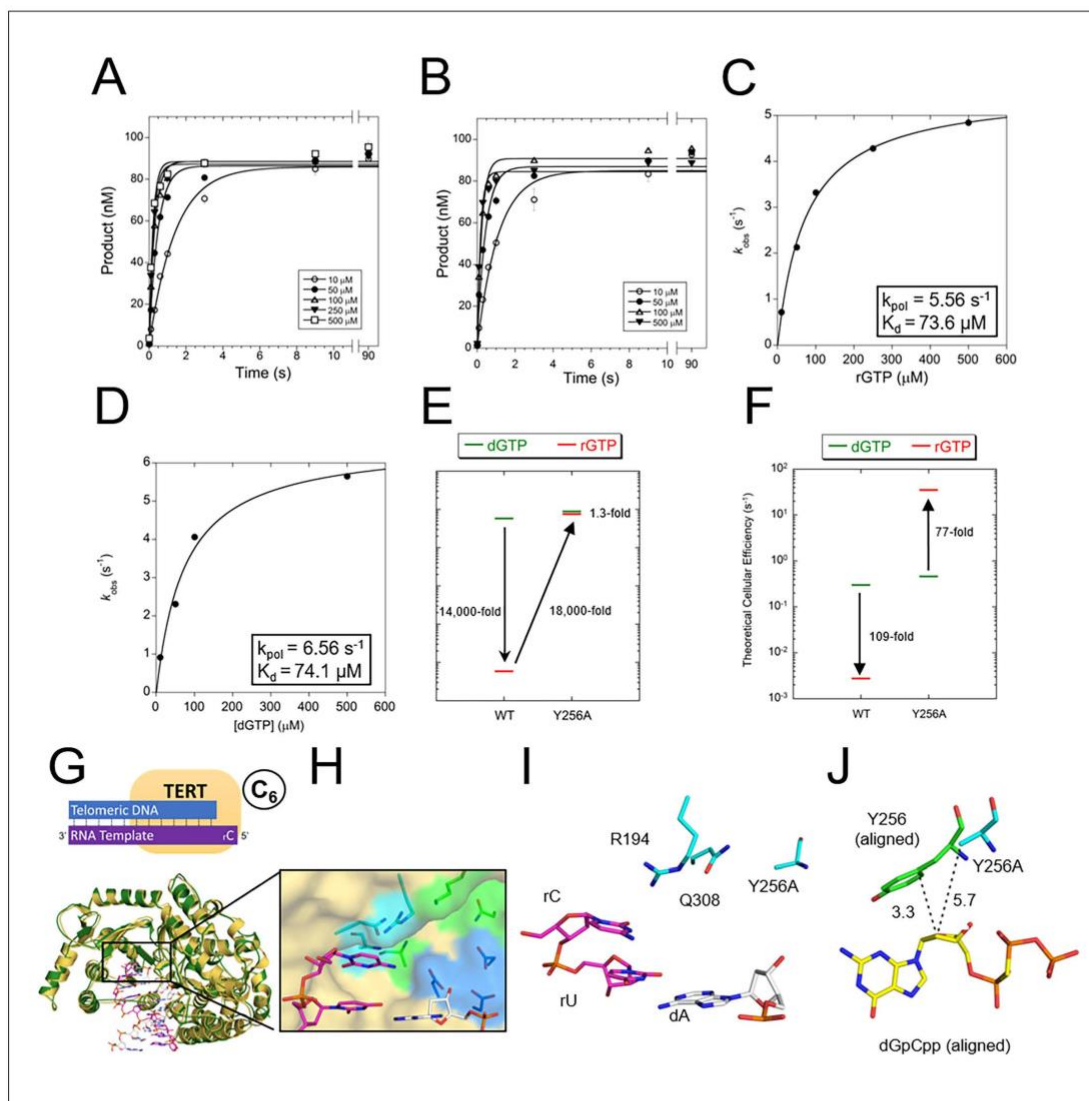 A
Product (nM)
100
80
60
40
20
0
0 2 4 6 8 10 90
Time (s)
10 μM
50 μM
100 μM
250 μM
500 μM
B
Product (nM)
100
80
60
40
20
0
0 2 4 6 8 10 90
Time (s)
10 μM
50 μM
100 μM
500 μM
C
kobs (s-1)
5
4
3
2
1
0
0 100 200 300 400 500 600
rGTP (μM)
kpol = 5.56 s-1
Kd = 73.6 μM
D
kobs (s-1)
6
5
4
3
2
1
0
0 100 200 300 400 500 600
[dGTP] (μM)
kpol = 6.56 s-1
Kd = 74.1 μM
E
dGTP rGTP
1.3-fold
14,000-fold
18,000-fold
WT Y256A
F
dGTP rGTP
Theoretical Cellular Efficiency (s-1)
102
101
100
10-1
10-2
10-3
77-fold
109-fold
WT Y256A
G
TERT
C6
Telomeric DNA
3' RNA Template rC 5'
H
I
R194
Q308
Y256A
rC
rU
dA
J
Y256
(aligned)
Y256A
3.3
5.7
dGpCpp (aligned)